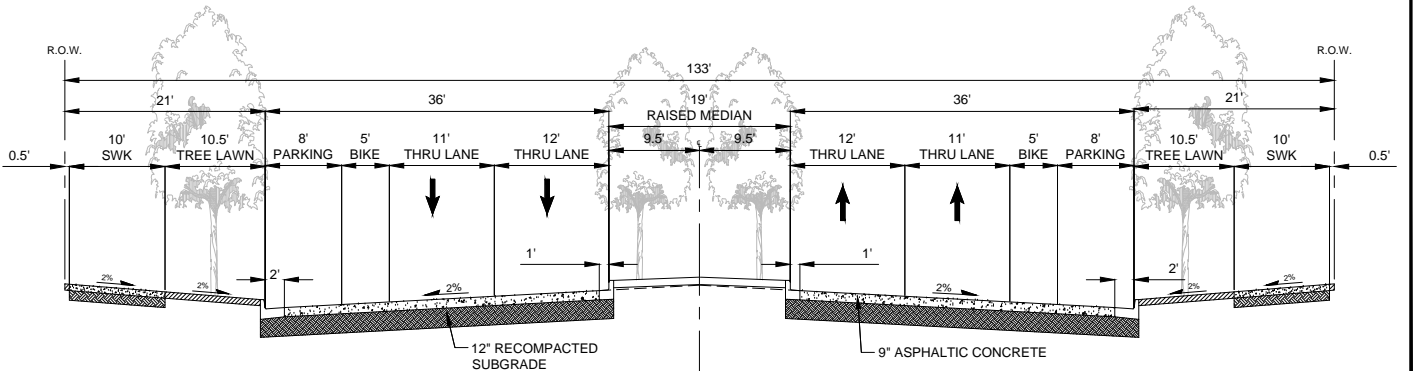 R.O.W.
R.O.W.
133'
21'
36'
19'
RAISED MEDIAN
36'
21'
0.5'
10'
SWK
10.5'
TREE LAWN
8'
PARKING
5'
BIKE
11'
THRU LANE
12'
THRU LANE
9.5'
9.5'
12'
THRU LANE
11'
THRU LANE
5'
BIKE
8'
PARKING
10.5'
TREE LAWN
10'
SWK
0.5'
2'
1'
1'
2'
2%
2%
2%
2%
2%
2%
12" RECOMPACTED
SUBGRADE
9" ASPHALTIC CONCRETE